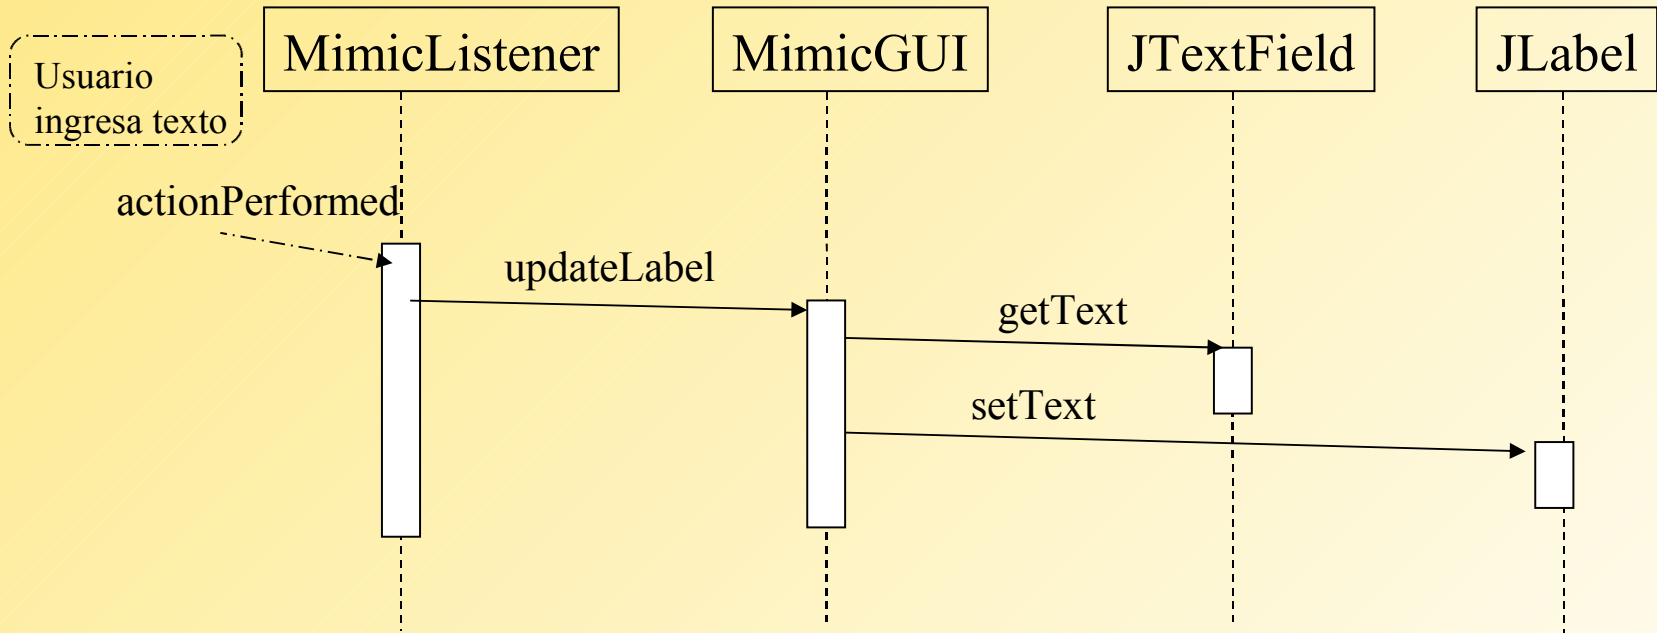 MimicListener
MimicGUI
JTextField
JLabel
Usuario
ingresa texto
actionPerformed
updateLabel
getText
setText